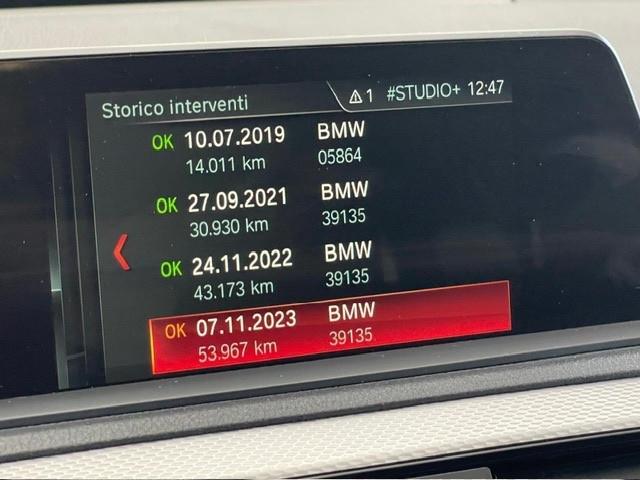 Storico interventi 1 #STUDIO+ 12:47
OK 10.07.2019 BMW
14.011 km 05864
OK 27.09.2021 BMW
30.930 km 39135
OK 24.11.2022 BMW
43.173 km 39135
OK 07.11.2023 BMW
53.967 km 39135